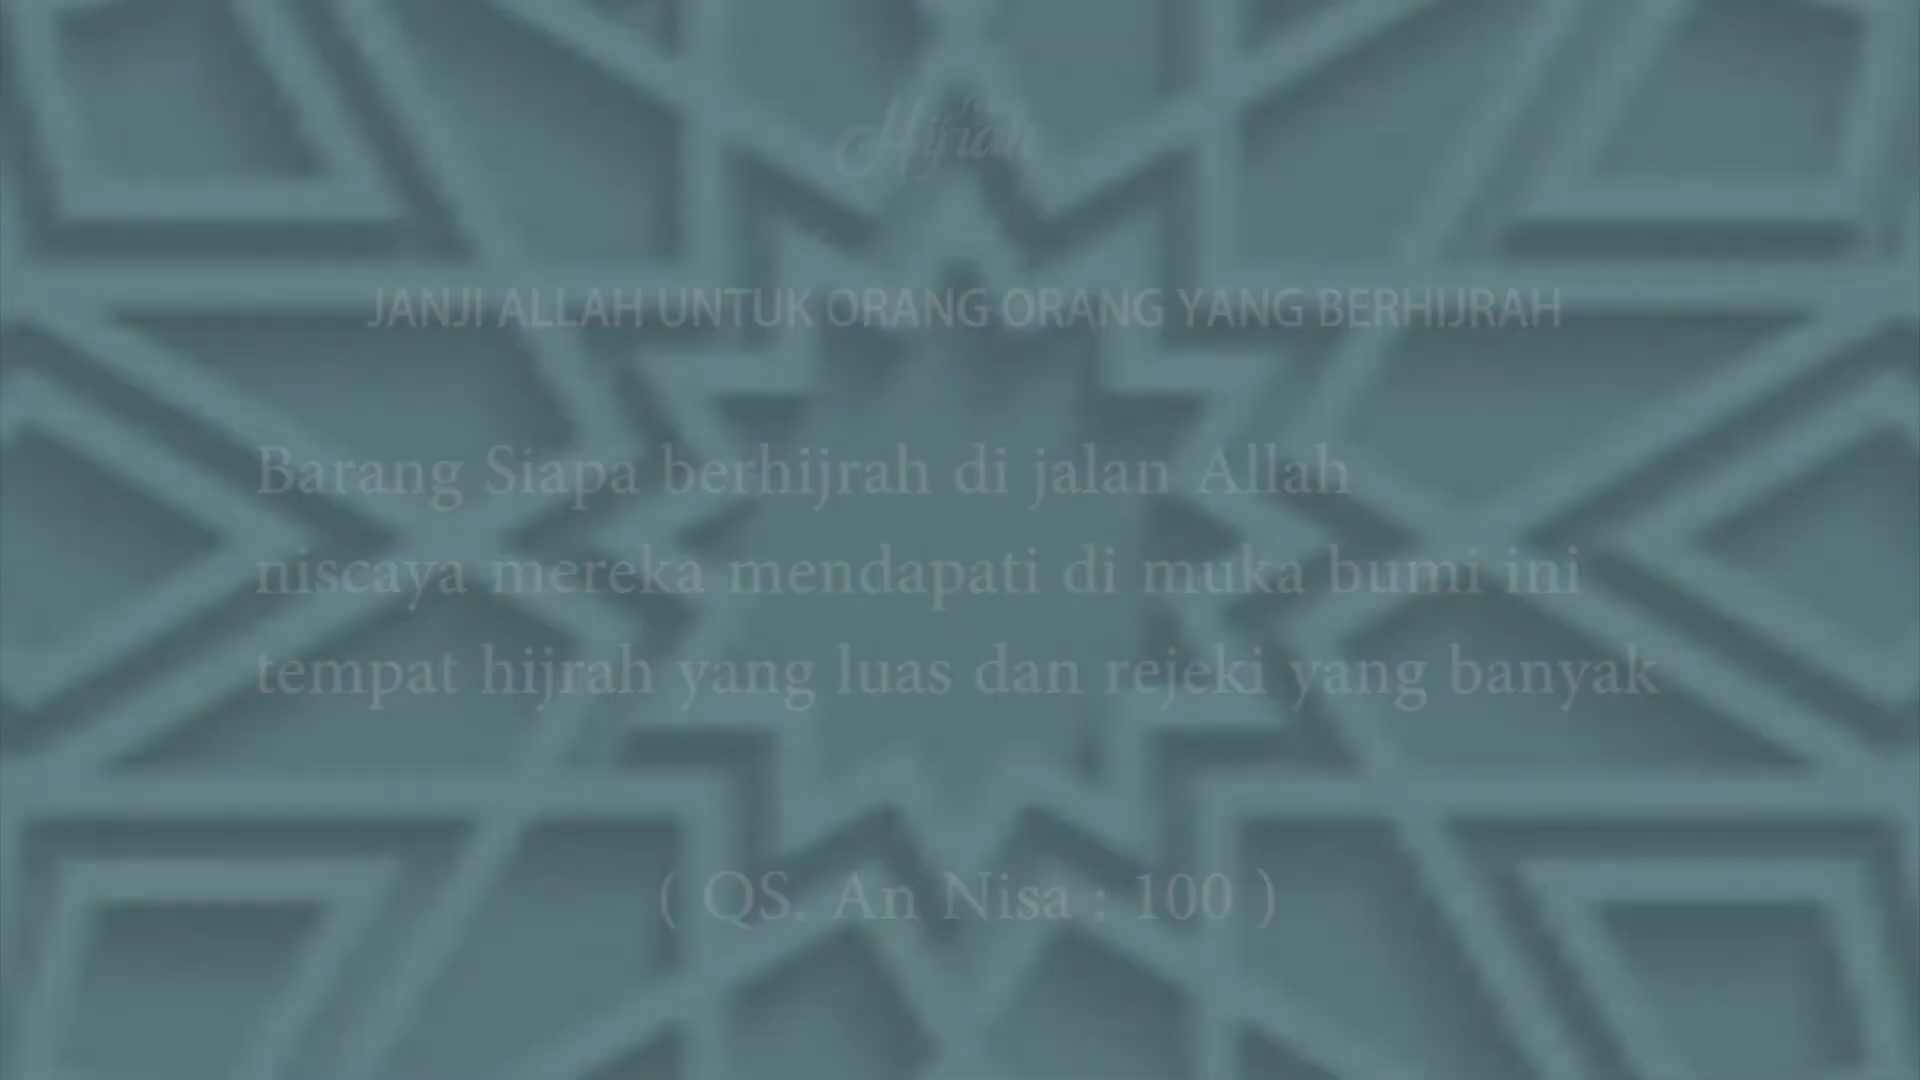 Hijrah
JANJI ALLAH UNTUK ORANG ORANG YANG BERHIJRAH
Barang Siapa berhijrah di jalan Allah
niscaya mereka mendapati di muka bumi ini
tempat hijrah yang luas dan rejeki yang banyak
( QS. An Nisa : 100 )